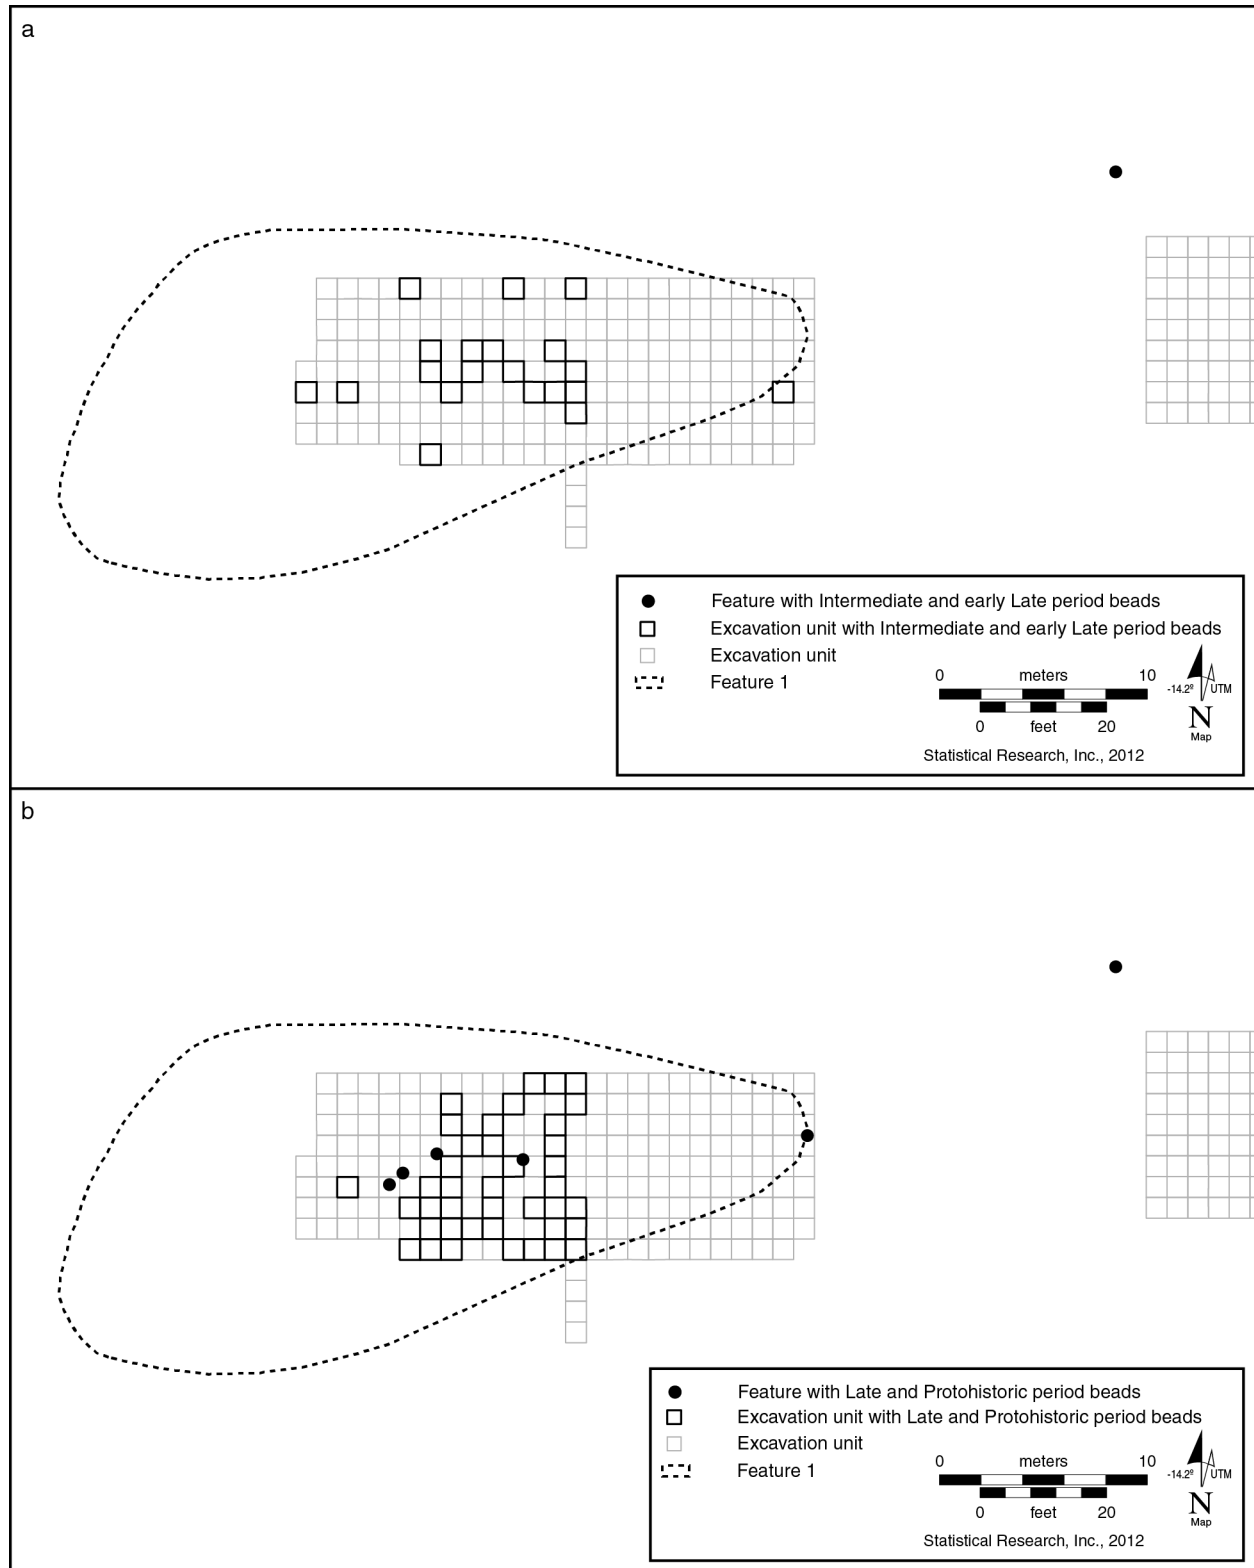 a
Feature with Intermediate and early Late period beads
Excavation unit with Intermediate and early Late period beads
Excavation unit
Feature 1
0 meters 10
0 feet 20
-14.2º UTM
N
Map
Statistical Research, Inc., 2012
b
Feature with Late and Protohistoric period beads
Excavation unit with Late and Protohistoric period beads
Excavation unit
Feature 1
0 meters 10
0 feet 20
-14.2º UTM
N
Map
Statistical Research, Inc., 2012